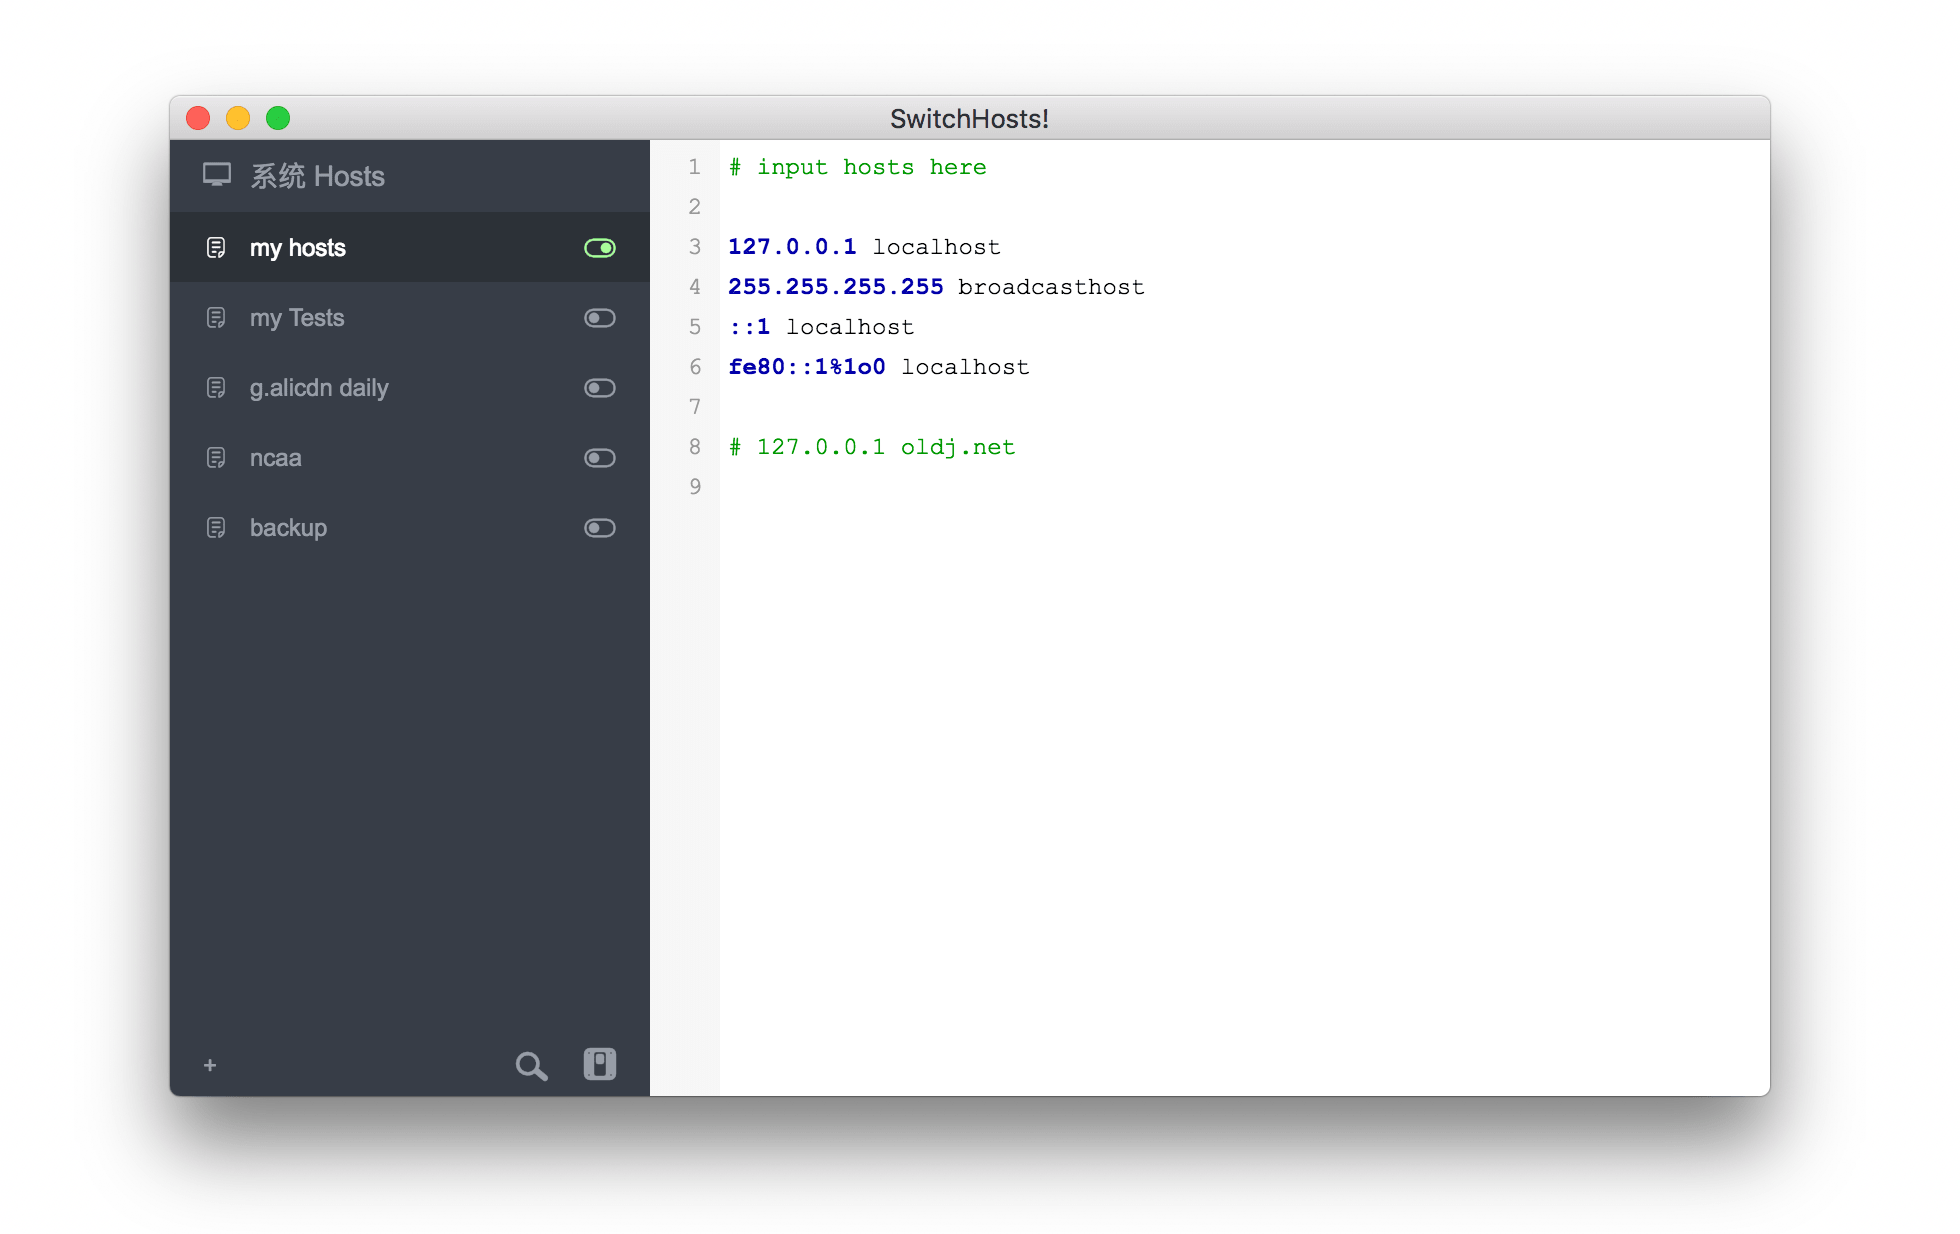 SwitchHosts!
系统 Hosts
my hosts
my Tests
g.alicdn daily
ncaa
backup
+
1 # input hosts here
2
3 127.0.0.1 localhost
4 255.255.255.255 broadcasthost
5 ::1 localhost
6 fe80::1%1o0 localhost
7
8 # 127.0.0.1 oldj.net
9